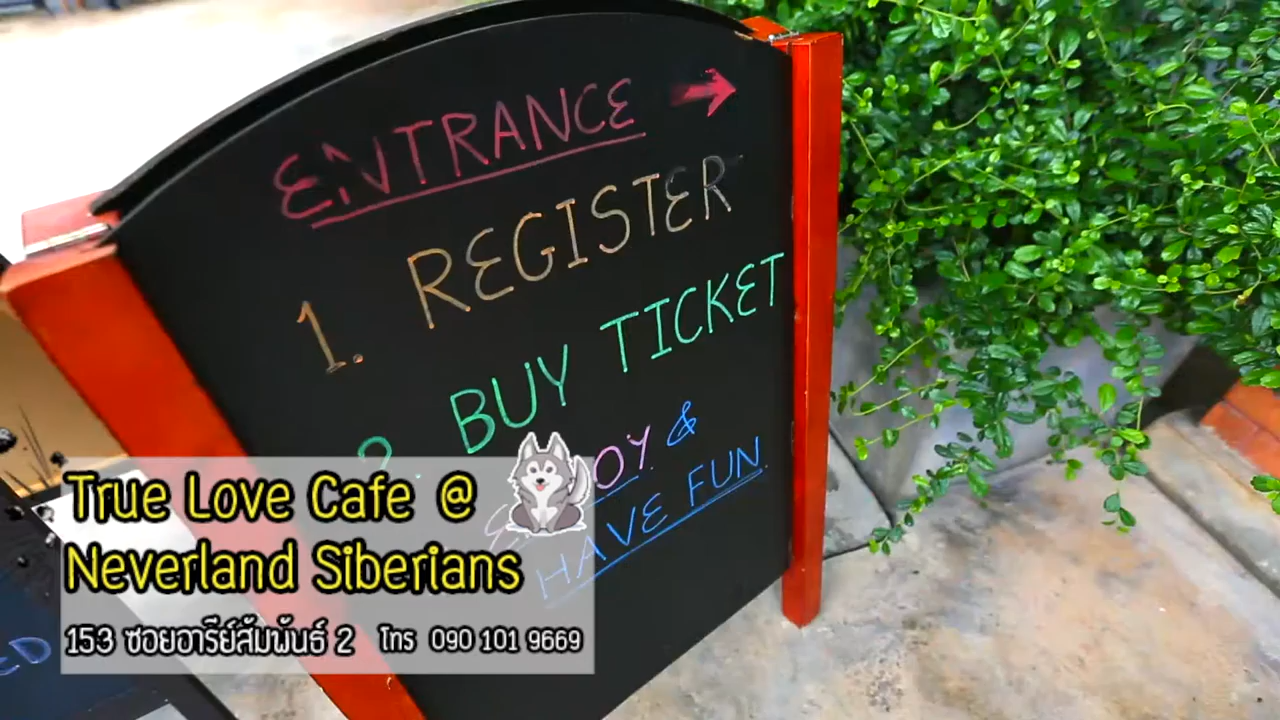 ENTRANCE →
1. REGISTER
2. BUY TICKET
&
HAVE FUN
True Love Cafe @
Neverland Siberians
153 ซอยอารีย์สัมพันธ์ 2 โทร 090 101 9669